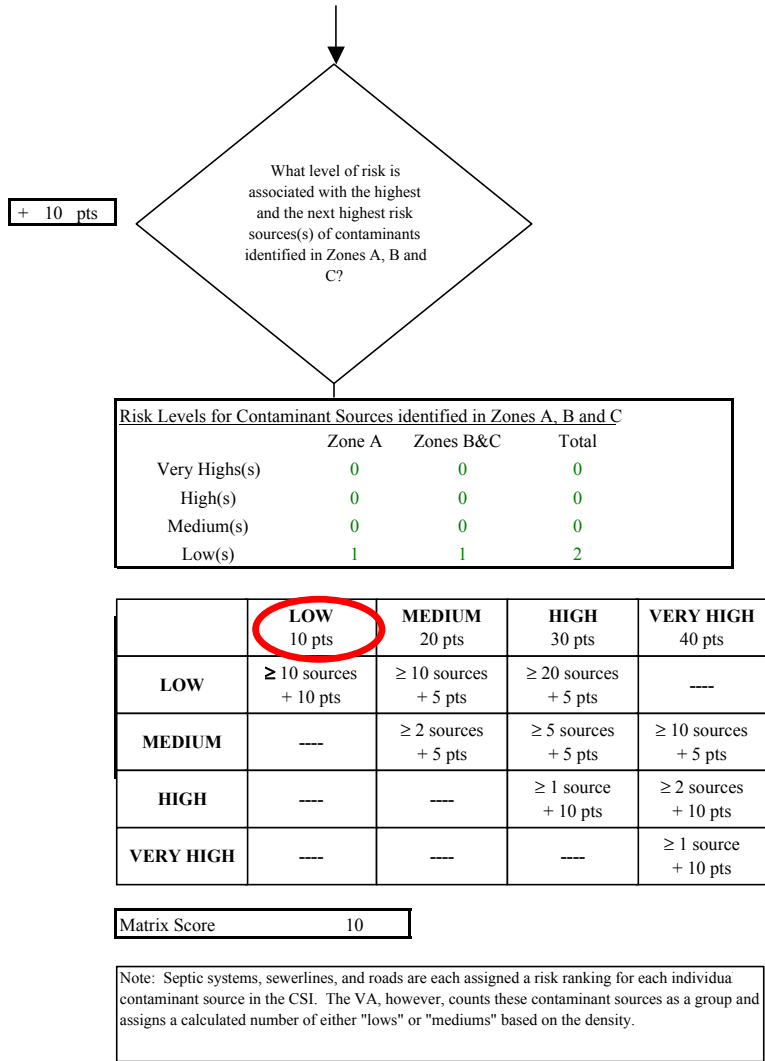 What level of risk is
associated with the highest
and the next highest risk
sources(s) of contaminants
identified in Zones A, B and
C?
+ 10 pts
Risk Levels for Contaminant Sources identified in Zones A, B and C
Zone A Zones B&C Total
Very Highs(s) 0 0 0
High(s) 0 0 0
Medium(s) 0 0 0
Low(s) 1 1 2
LOW MEDIUM HIGH VERY HIGH
10 pts 20 pts 30 pts 40 pts
LOW ≥ 10 sources ≥ 10 sources ≥ 20 sources ----
+ 10 pts + 5 pts + 5 pts
MEDIUM ---- ≥ 2 sources ≥ 5 sources ≥ 10 sources
+ 5 pts + 5 pts + 5 pts
HIGH ---- ---- ≥ 1 source ≥ 2 sources
+ 10 pts + 10 pts
VERY HIGH ---- ---- ---- ≥ 1 source
+ 10 pts
Matrix Score 10
Note: Septic systems, sewerlines, and roads are each assigned a risk ranking for each individua
contaminant source in the CSI. The VA, however, counts these contaminant sources as a group and
assigns a calculated number of either "lows" or "mediums" based on the density.